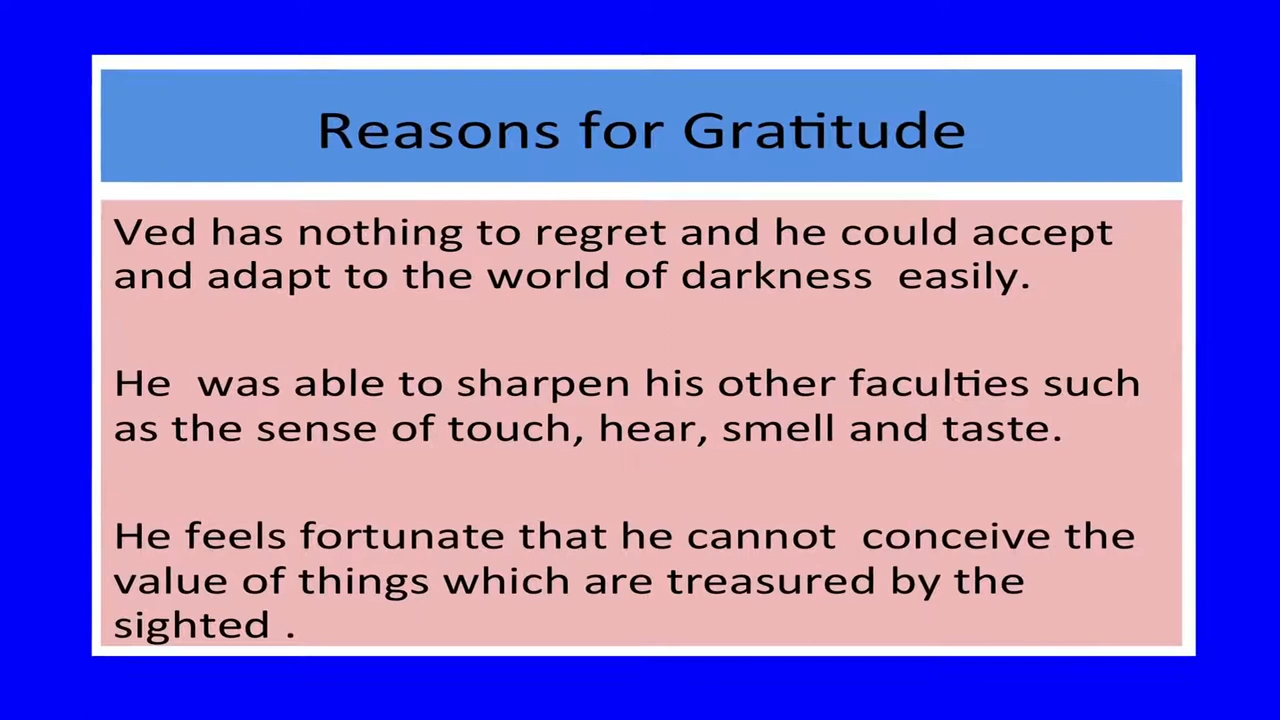 Reasons for Gratitude
Ved has nothing to regret and he could accept
and adapt to the world of darkness  easily.
He  was able to sharpen his other faculties such
as the sense of touch, hear, smell and taste.
He feels fortunate that he cannot  conceive the
value of things which are treasured by the
sighted .